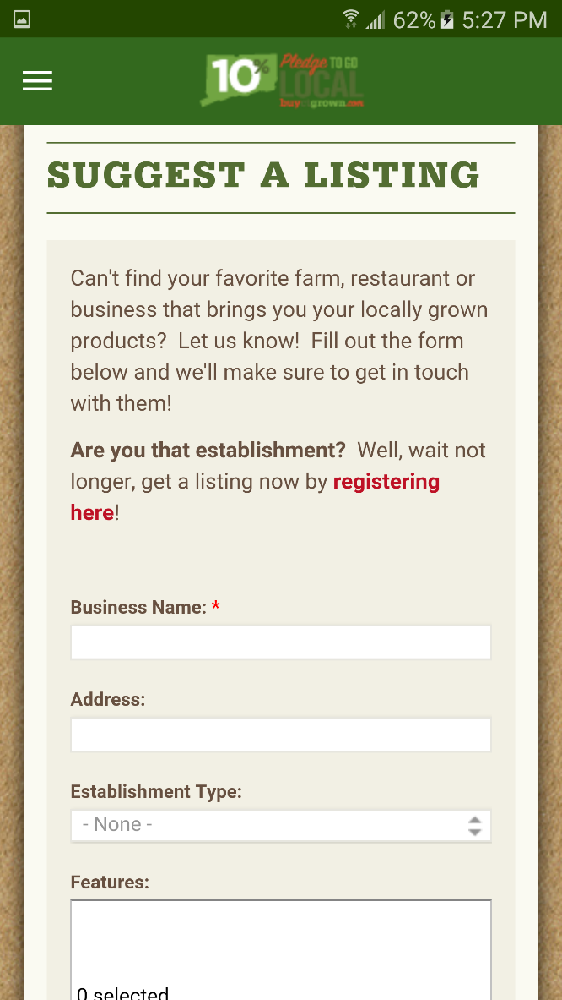 62% 5:27 PM
10% Pledge TO GO
LOCAL
grown.com
SUGGEST A LISTING
Can't find your favorite farm, restaurant or
business that brings you your locally grown
products?  Let us know!  Fill out the form
below and we'll make sure to get in touch
with them!
Are you that establishment?  Well, wait not
longer, get a listing now by registering
here!
Business Name: *
Address:
Establishment Type:
- None -
Features:
0 selected